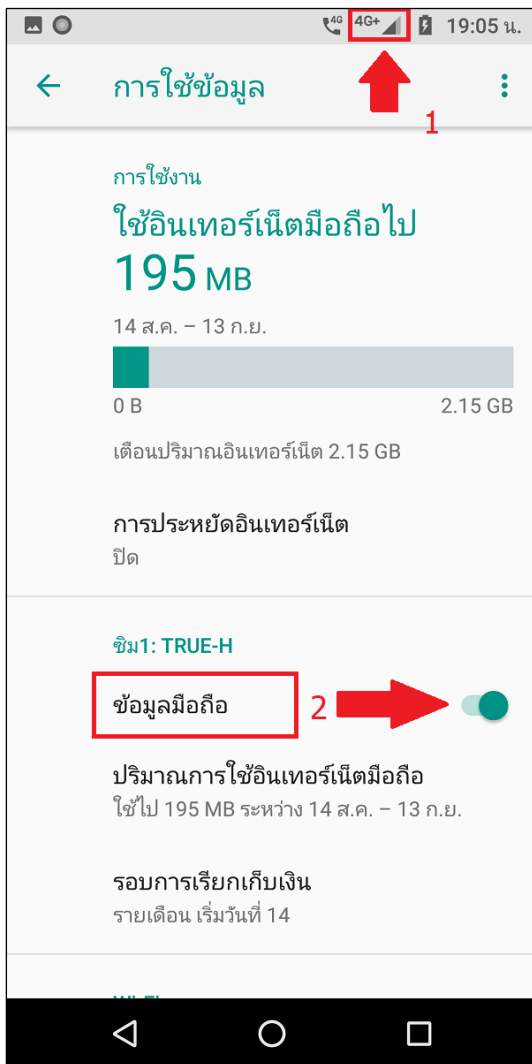 4G 4G+ 19:05 น.
การใช้ข้อมูล
1
การใช้งาน
ใช้อินเทอร์เน็ตมือถือไป
195 MB
14 ส.ค. – 13 ก.ย.
0 B 2.15 GB
เตือนปริมาณอินเทอร์เน็ต 2.15 GB
การประหยัดอินเทอร์เน็ต
ปิด
ซิม1: TRUE-H
ข้อมูลมือถือ 2
ปริมาณการใช้อินเทอร์เน็ตมือถือ
ใช้ไป 195 MB ระหว่าง 14 ส.ค. – 13 ก.ย.
รอบการเรียกเก็บเงิน
รายเดือน เริ่มวันที่ 14